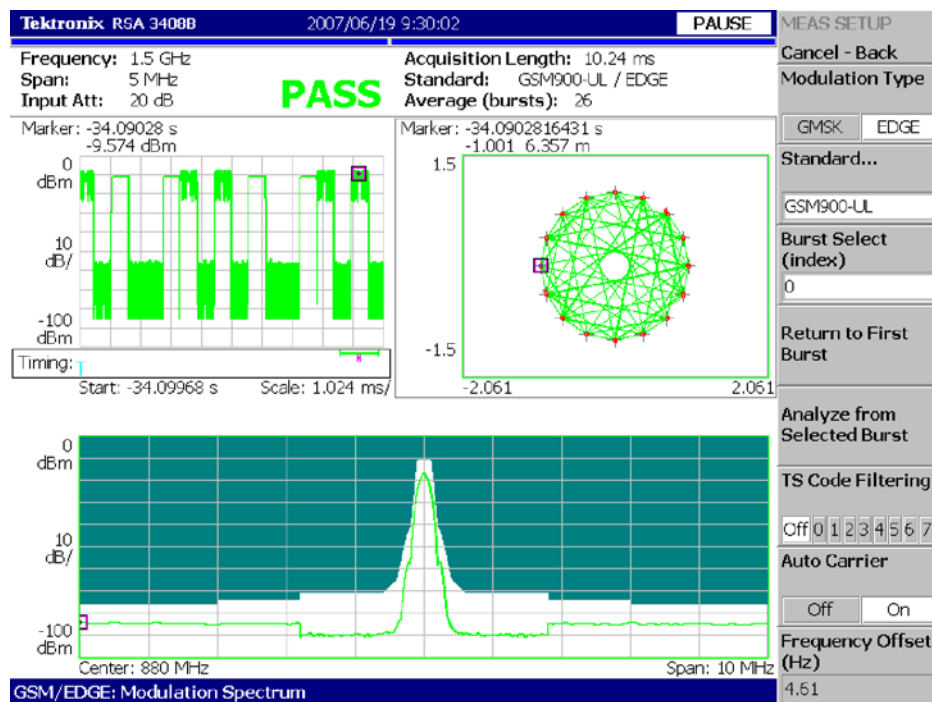 Tektronix RSA 3408B 2007/06/19 9:30:02 PAUSE
Frequency: 1.5 GHz
Span: 5 MHz
Input Att: 20 dB
PASS
Acquisition Length: 10.24 ms
Standard: GSM900-UL / EDGE
Average (bursts): 26
Marker: -34.09028 s
-9.574 dBm
0
dBm
10
dB/
-100
dBm
Timing:
Start: -34.09968 s Scale: 1.024 ms/
Marker: -34.0902816431 s
-1.001 6.357 m
1.5
-1.5
-2.061 2.061
0
dBm
10
dB/
-100
dBm
Center: 880 MHz Span: 10 MHz
GSM/EDGE: Modulation Spectrum
MEAS SETUP
Cancel - Back
Modulation Type
GMSK EDGE
Standard...
GSM900-UL
Burst Select
(index)
0
Return to First
Burst
Analyze from
Selected Burst
TS Code Filtering
Off 0 1 2 3 4 5 6 7
Auto Carrier
Off On
Frequency Offset
(Hz)
4.61